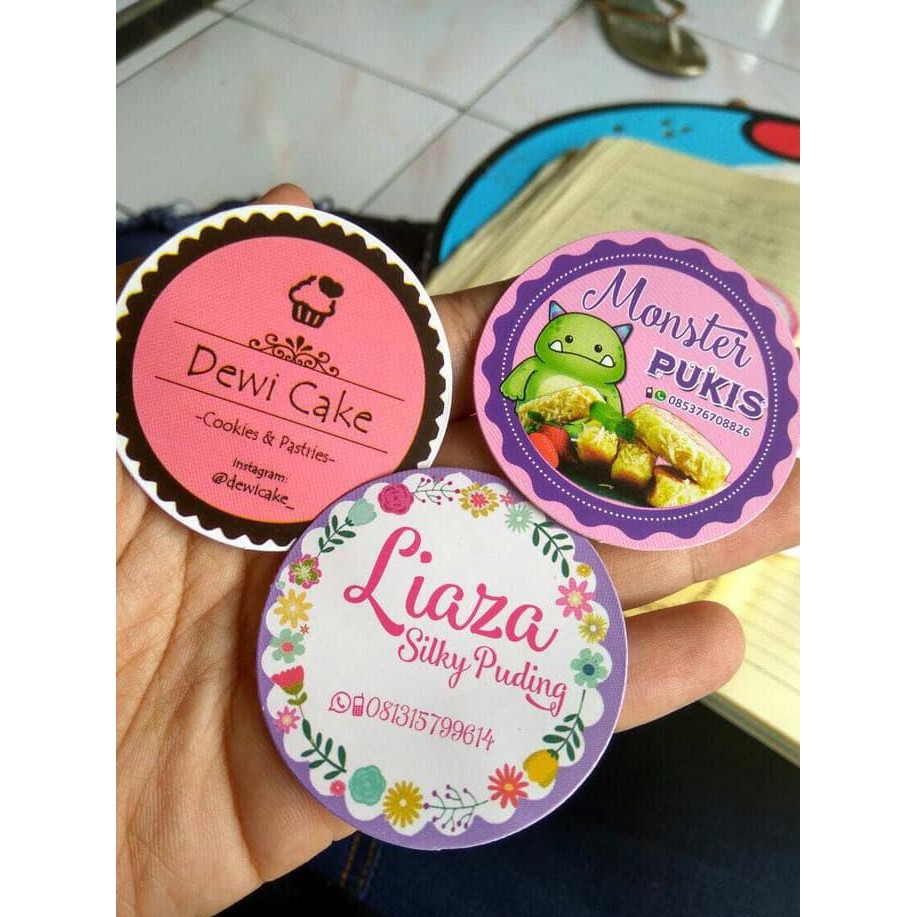 Dewi Cake
-Cookies & Pastries-
instagram:
@dewicake_
Monster
PUKIS
085376708826
Liaza
Silky Puding
081315799614